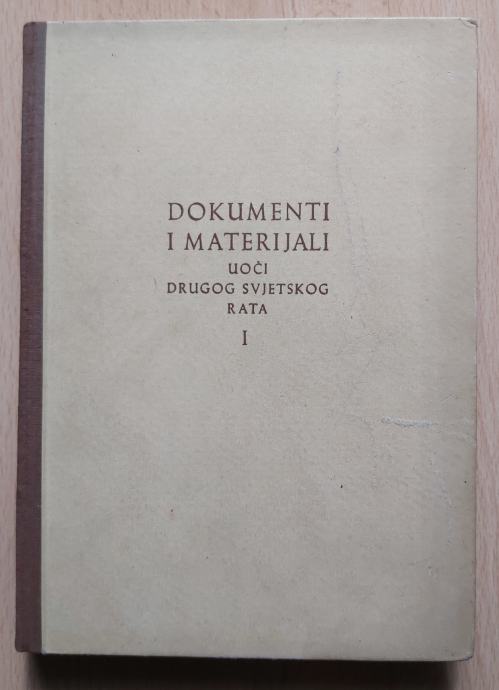 DOKUMENTI
I MATERIJALI
UOČI
DRUGOG SVJETSKOG
RATA
I